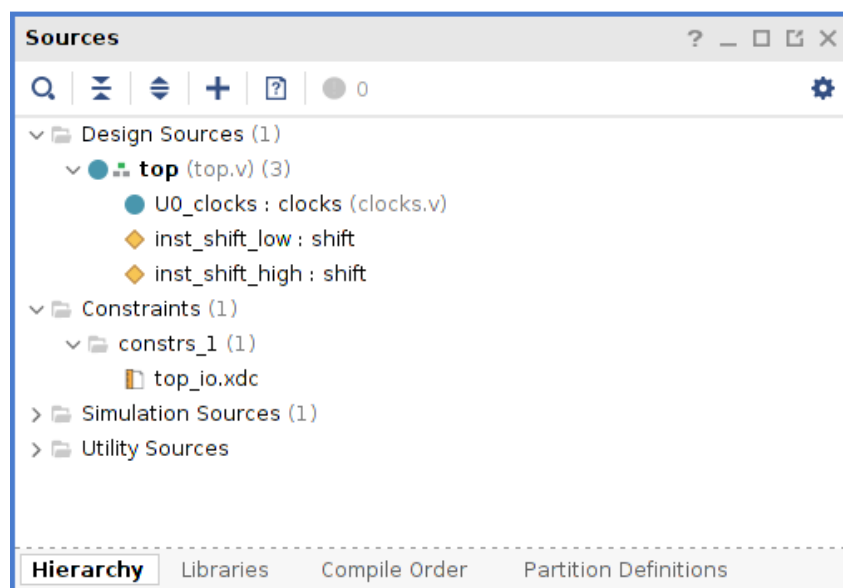 Sources
0
Design Sources (1)
top (top.v) (3)
U0_clocks : clocks (clocks.v)
inst_shift_low : shift
inst_shift_high : shift
Constraints (1)
constrs_1 (1)
top_io.xdc
Simulation Sources (1)
Utility Sources
Hierarchy Libraries Compile Order Partition Definitions